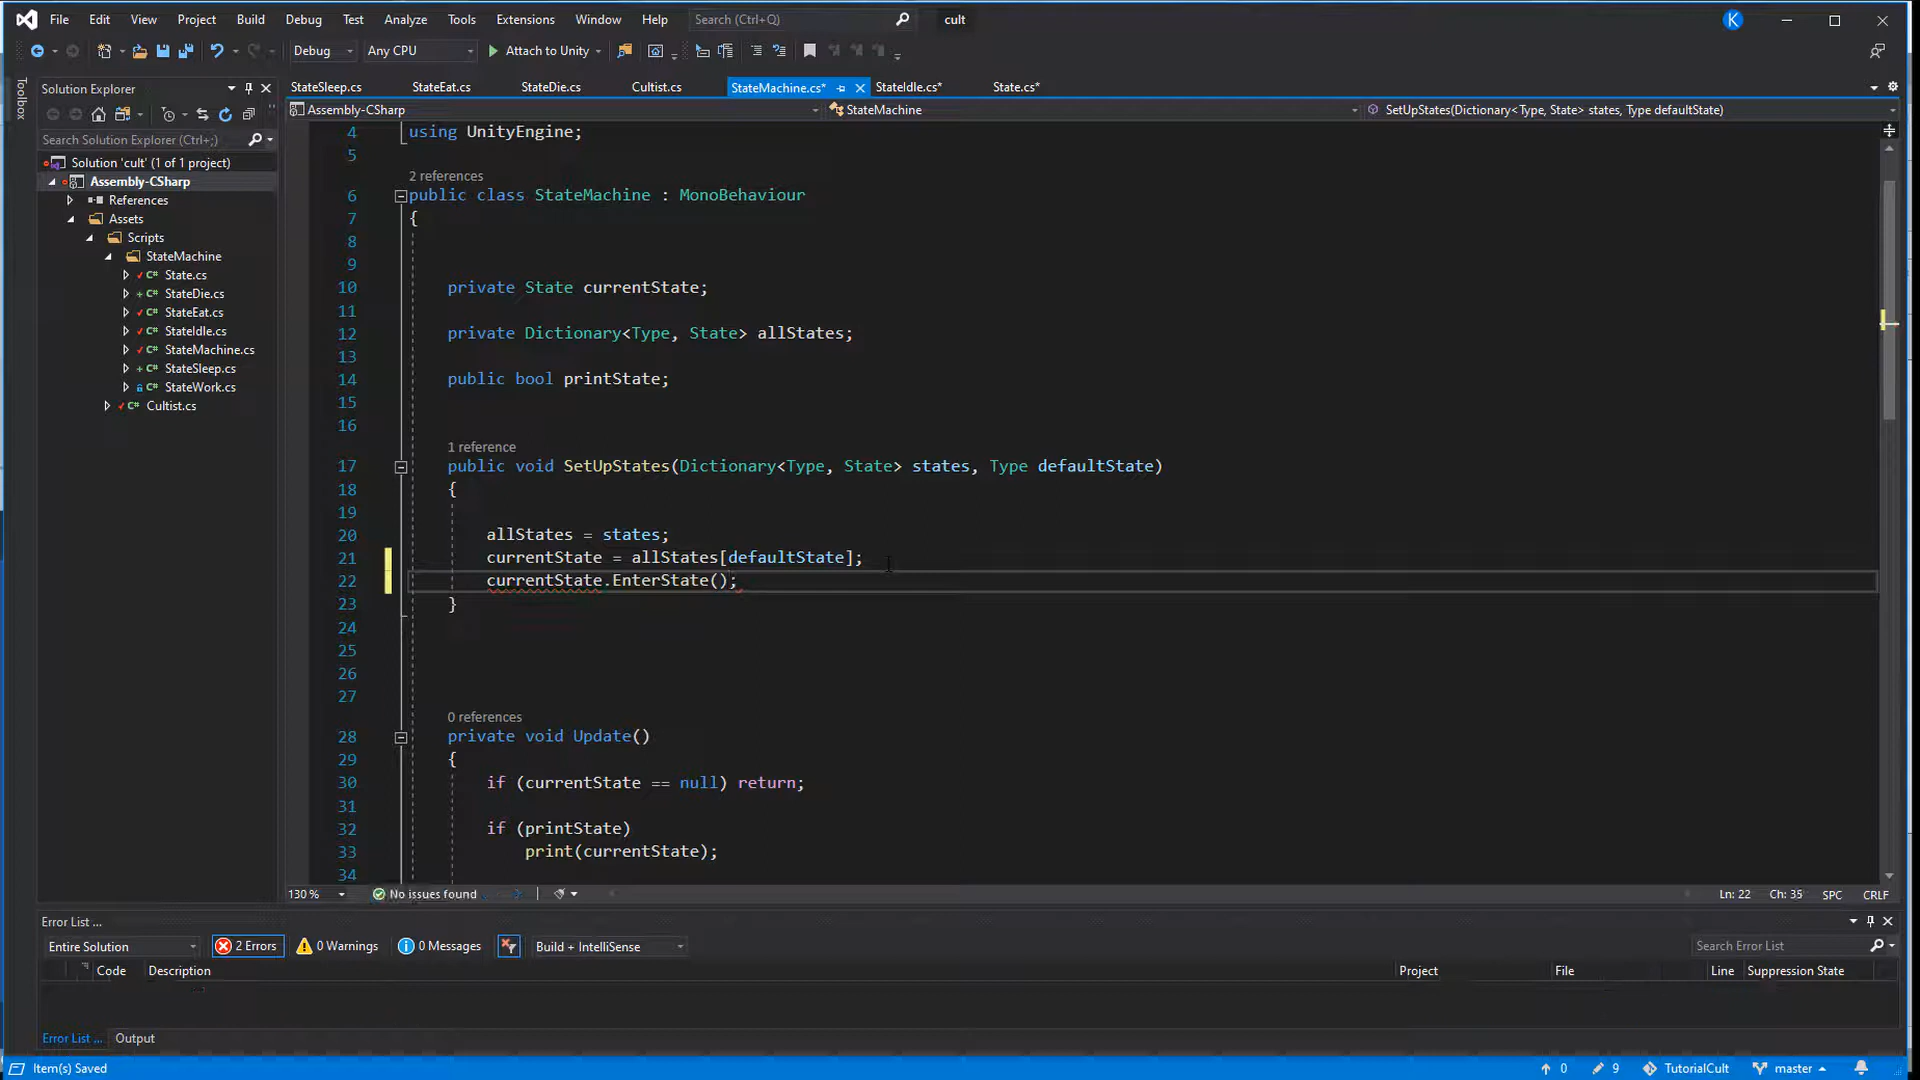 File Edit View Project Build Debug Test Analyze Tools Extensions Window Help Search (Ctrl+Q) cult K
Debug Any CPU Attach to Unity
Toolbox
Solution Explorer
Search Solution Explorer (Ctrl+;)
Solution 'cult' (1 of 1 project)
Assembly-CSharp
References
Assets
Scripts
StateMachine
C# State.cs
C# StateDie.cs
C# StateEat.cs
C# StateIdle.cs
C# StateMachine.cs
C# StateSleep.cs
C# StateWork.cs
C# Cultist.cs
StateSleep.cs StateEat.cs StateDie.cs Cultist.cs StateMachine.cs* StateIdle.cs* State.cs*
Assembly-CSharp StateMachine SetUpStates(Dictionary<Type, State> states, Type defaultState)
4 using UnityEngine;
5
2 references
6 public class StateMachine : MonoBehaviour
7 {
8
9
10 private State currentState;
11
12 private Dictionary<Type, State> allStates;
13
14 public bool printState;
15
16
1 reference
17 public void SetUpStates(Dictionary<Type, State> states, Type defaultState)
18 {
19
20 allStates = states;
21 currentState = allStates[defaultState];
22 currentState.EnterState();
23 }
24
25
26
27
0 references
28 private void Update()
29 {
30 if (currentState == null) return;
31
32 if (printState)
33 print(currentState);
34
130 % No issues found Ln: 22 Ch: 35 SPC CRLF
Error List ...
Entire Solution 2 Errors 0 Warnings 0 Messages Build + IntelliSense Search Error List
Code Description Project File Line Suppression State
Error List ... Output
Item(s) Saved 0 9 TutorialCult master